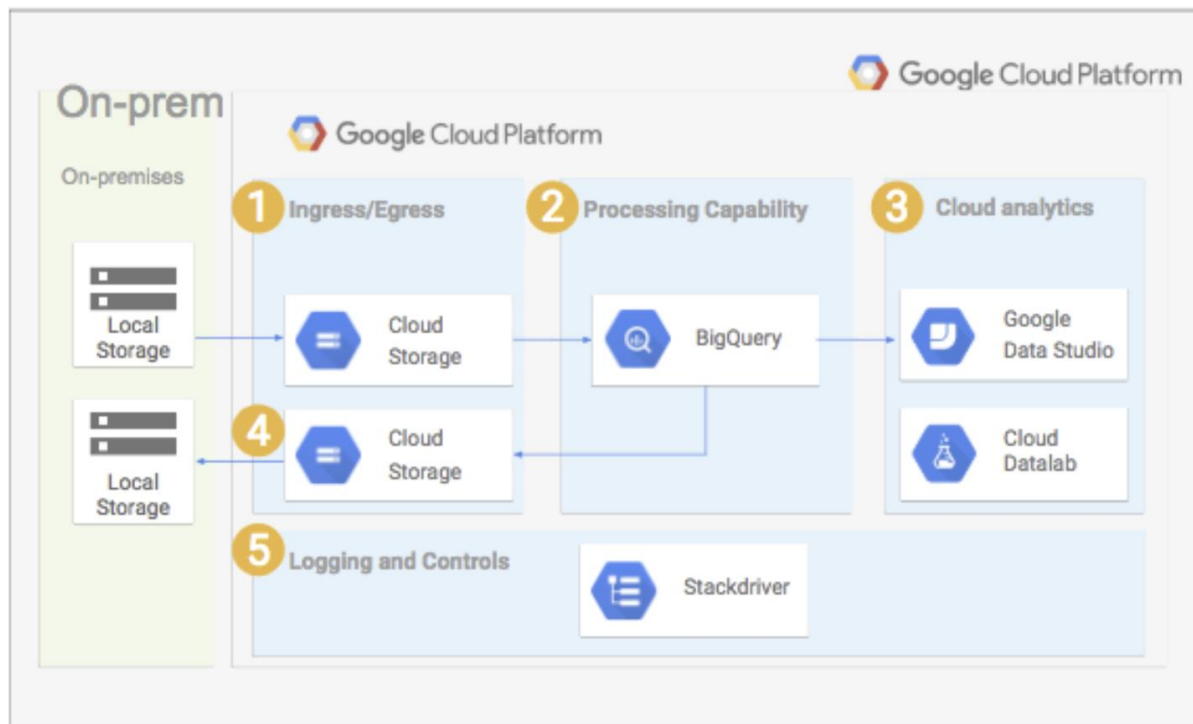 Google Cloud Platform
On-prem
Google Cloud Platform
On-premises
1 Ingress/Egress
2 Processing Capability
3 Cloud analytics
Local
Storage
Cloud
Storage
BigQuery
Google
Data Studio
4
Local
Storage
Cloud
Storage
Cloud
Datalab
5 Logging and Controls
Stackdriver